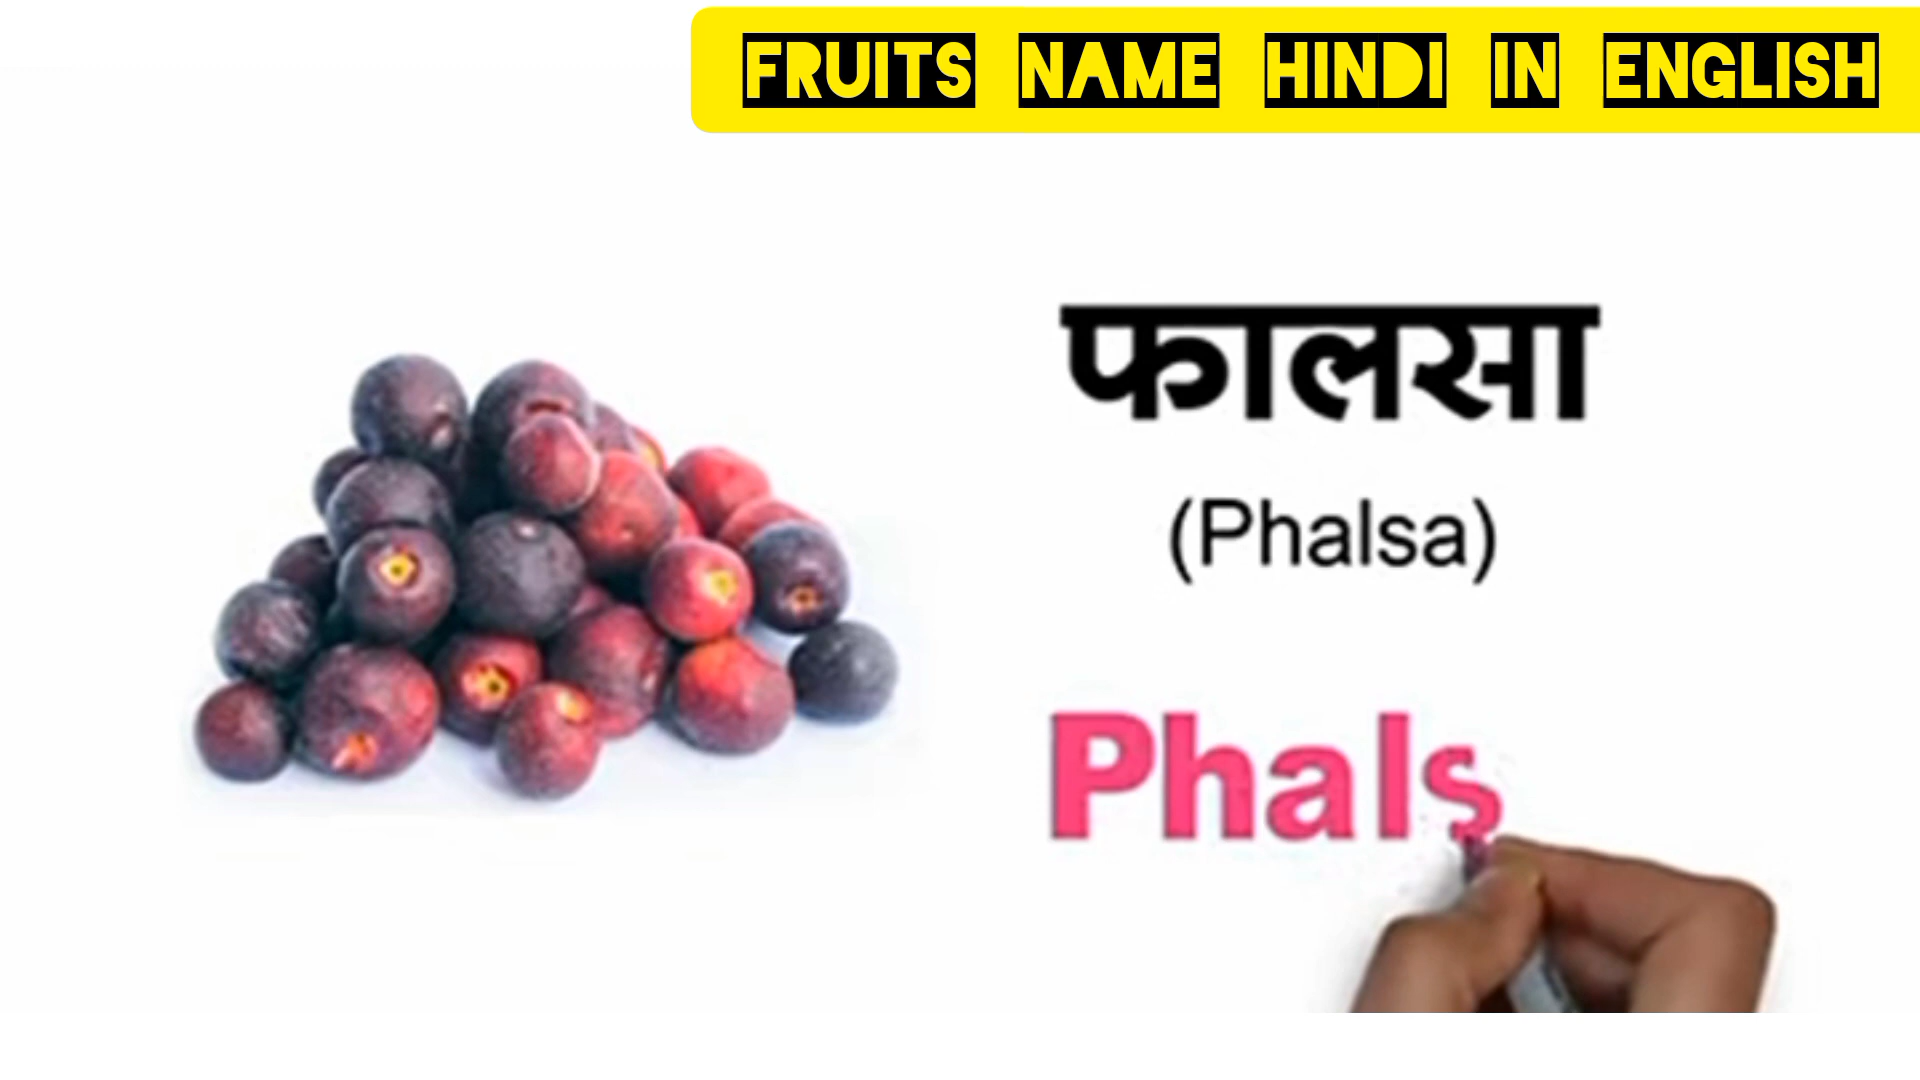 FRUITS NAME HINDI IN ENGLISH
फालसा
(Phalsa)
Phals